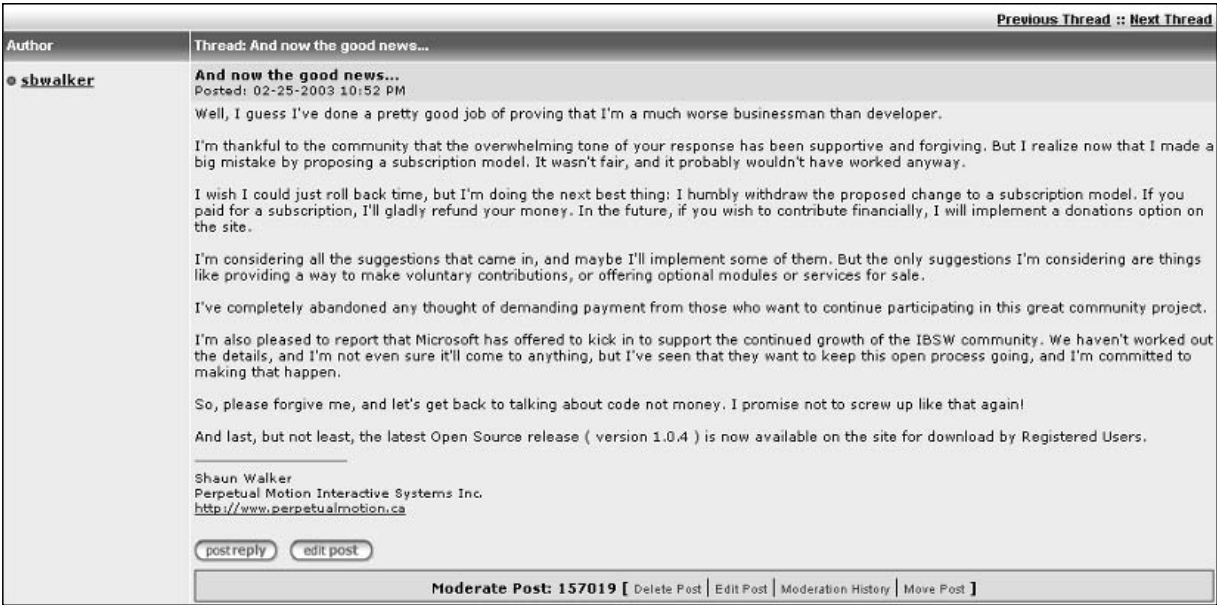 Previous Thread :: Next Thread
Author
Thread: And now the good news...
sbwalker
And now the good news...
Posted: 02-25-2003 10:52 PM
Well, I guess I've done a pretty good job of proving that I'm a much worse businessman than developer.
I'm thankful to the community that the overwhelming tone of your response has been supportive and forgiving. But I realize now that I made a
big mistake by proposing a subscription model. It wasn't fair, and it probably wouldn't have worked anyway.
I wish I could just roll back time, but I'm doing the next best thing: I humbly withdraw the proposed change to a subscription model. If you
paid for a subscription, I'll gladly refund your money. In the future, if you wish to contribute financially, I will implement a donations option on
the site.
I'm considering all the suggestions that came in, and maybe I'll implement some of them. But the only suggestions I'm considering are things
like providing a way to make voluntary contributions, or offering optional modules or services for sale.
I've completely abandoned any thought of demanding payment from those who want to continue participating in this great community project.
I'm also pleased to report that Microsoft has offered to kick in to support the continued growth of the IBSW community. We haven't worked out
the details, and I'm not even sure it'll come to anything, but I've seen that they want to keep this open process going, and I'm committed to
making that happen.
So, please forgive me, and let's get back to talking about code not money. I promise not to screw up like that again!
And last, but not least, the latest Open Source release ( version 1.0.4 ) is now available on the site for download by Registered Users.
Shaun Walker
Perpetual Motion Interactive Systems Inc.
http://www.perpetualmotion.ca
post reply edit post
Moderate Post: 157019 [ Delete Post | Edit Post | Moderation History | Move Post ]